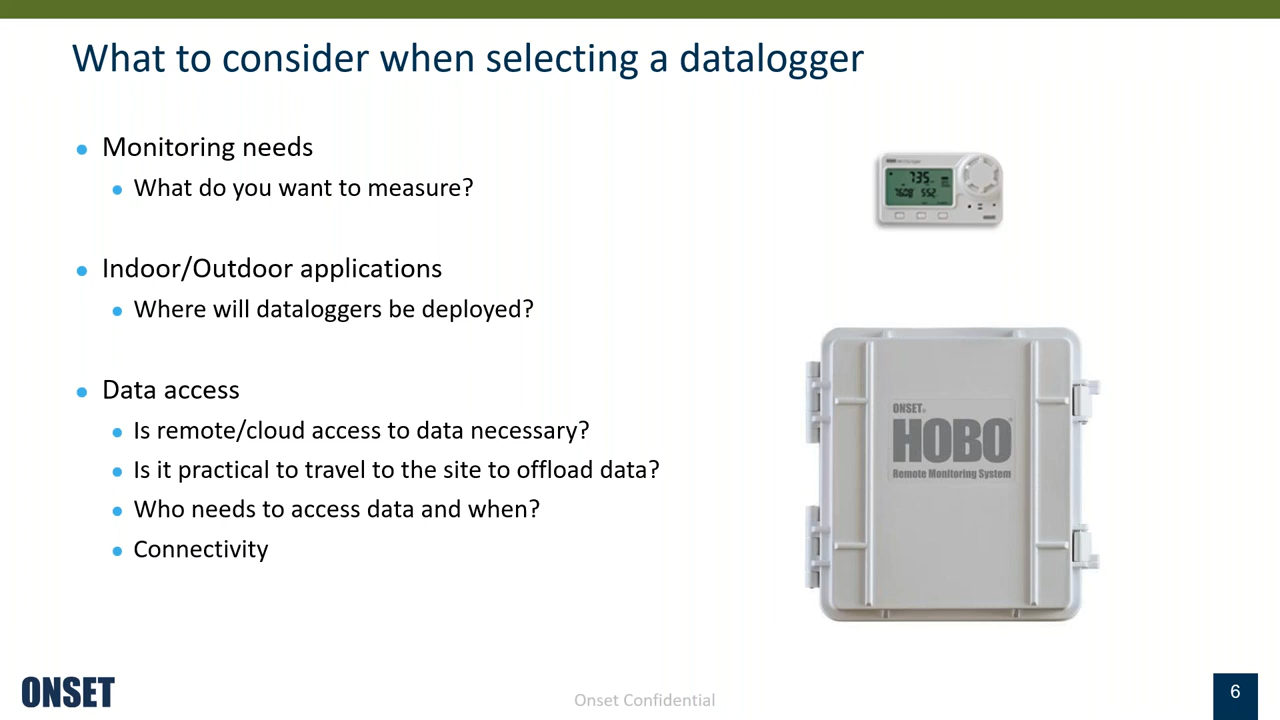 What to consider when selecting a datalogger
Monitoring needs
What do you want to measure?
Indoor/Outdoor applications
Where will dataloggers be deployed?
Data access
Is remote/cloud access to data necessary?
Is it practical to travel to the site to offload data?
Who needs to access data and when?
Connectivity
735
ONSET
HOBO
Remote Monitoring System
ONSET
Onset Confidential
6